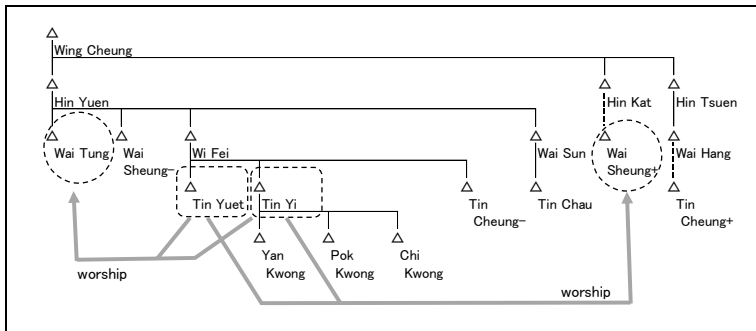 Wing Cheung
Hin Yuen
Hin Kat
Hin Tsuen
Wai Tung
Wai
Sheung-
Wi Fei
Wai Sun
Wai
Sheung+
Wai Hang
Tin Yuet
Tin Yi
Tin
Cheung-
Tin Chau
Tin
Cheung+
Yan
Kwong
Pok
Kwong
Chi
Kwong
worship
worship